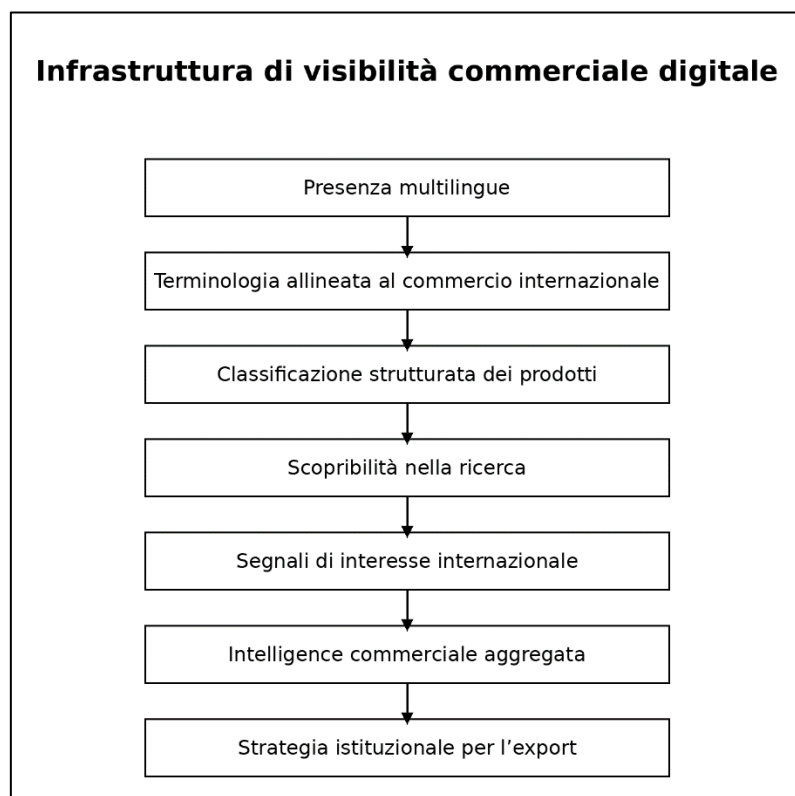 Infrastruttura di visibilità commerciale digitale
Presenza multilingue
Terminologia allineata al commercio internazionale
Classificazione strutturata dei prodotti
Scopribilità nella ricerca
Segnali di interesse internazionale
Intelligence commerciale aggregata
Strategia istituzionale per l’export